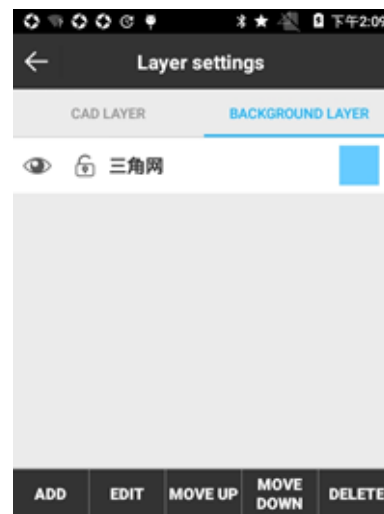 下午2:09
Layer settings
CAD LAYER
BACKGROUND LAYER
三角网
ADD
EDIT
MOVE UP
MOVE
DOWN
DELETE